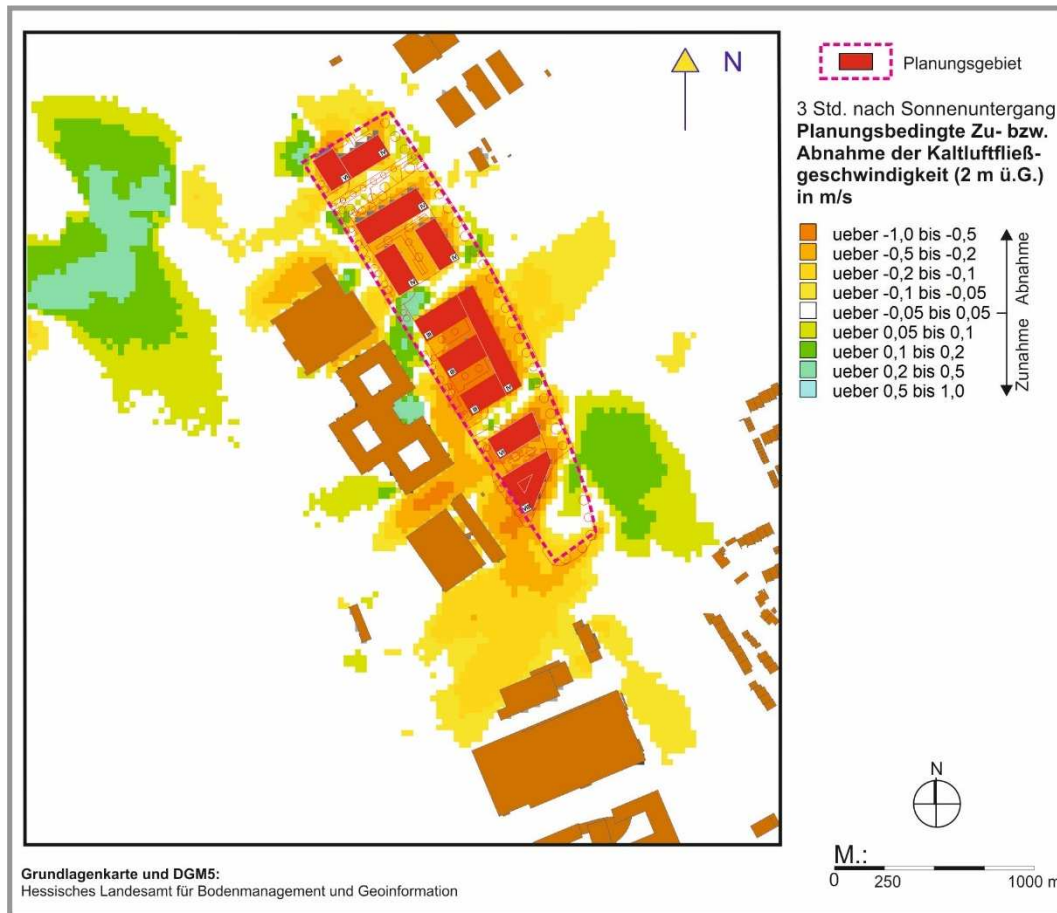 N
Planungsgebiet
3 Std. nach Sonnenuntergang
Planungsbedingte Zu- bzw.
Abnahme der Kaltluftfließ-
geschwindigkeit (2 m ü.G.)
in m/s
ueber -1,0 bis -0,5
ueber -0,5 bis -0,2
ueber -0,2 bis -0,1
ueber -0,1 bis -0,05
ueber -0,05 bis 0,05
ueber 0,05 bis 0,1
ueber 0,1 bis 0,2
ueber 0,2 bis 0,5
ueber 0,5 bis 1,0
Abnahme
Zunahme
N
M.:
0 250 1000 m
Grundlagenkarte und DGM5:
Hessisches Landesamt für Bodenmanagement und Geoinformation